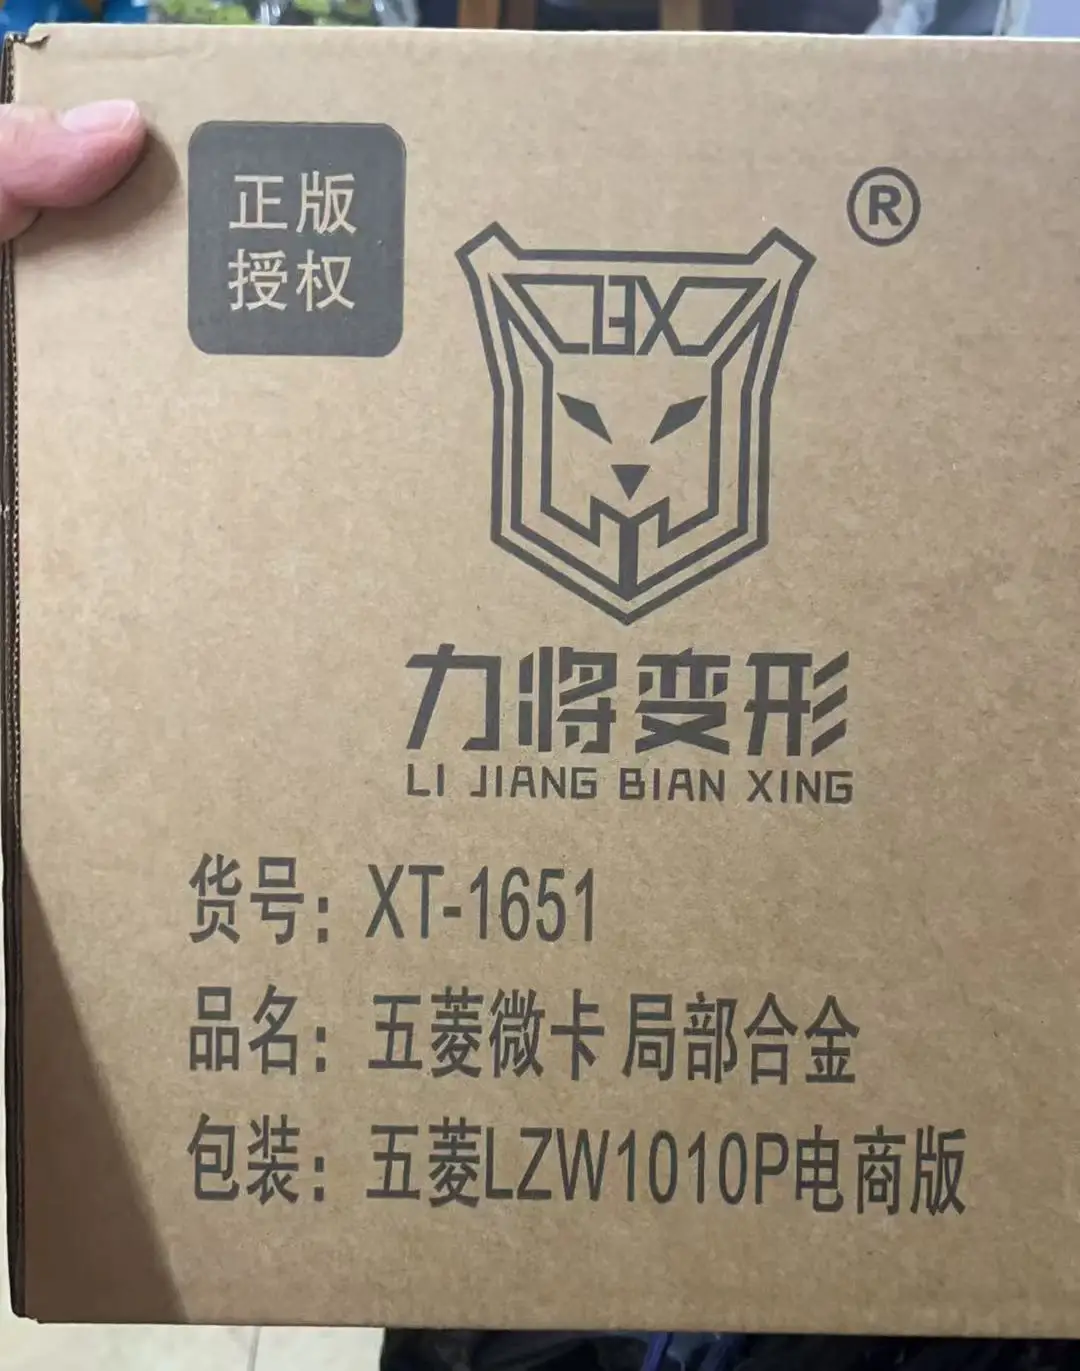 正版
授权
®
LBX
力将变形
LI JIANG BIAN XING
货号: XT-1651
品名: 五菱微卡 局部合金
包装: 五菱LZW1010P电商版